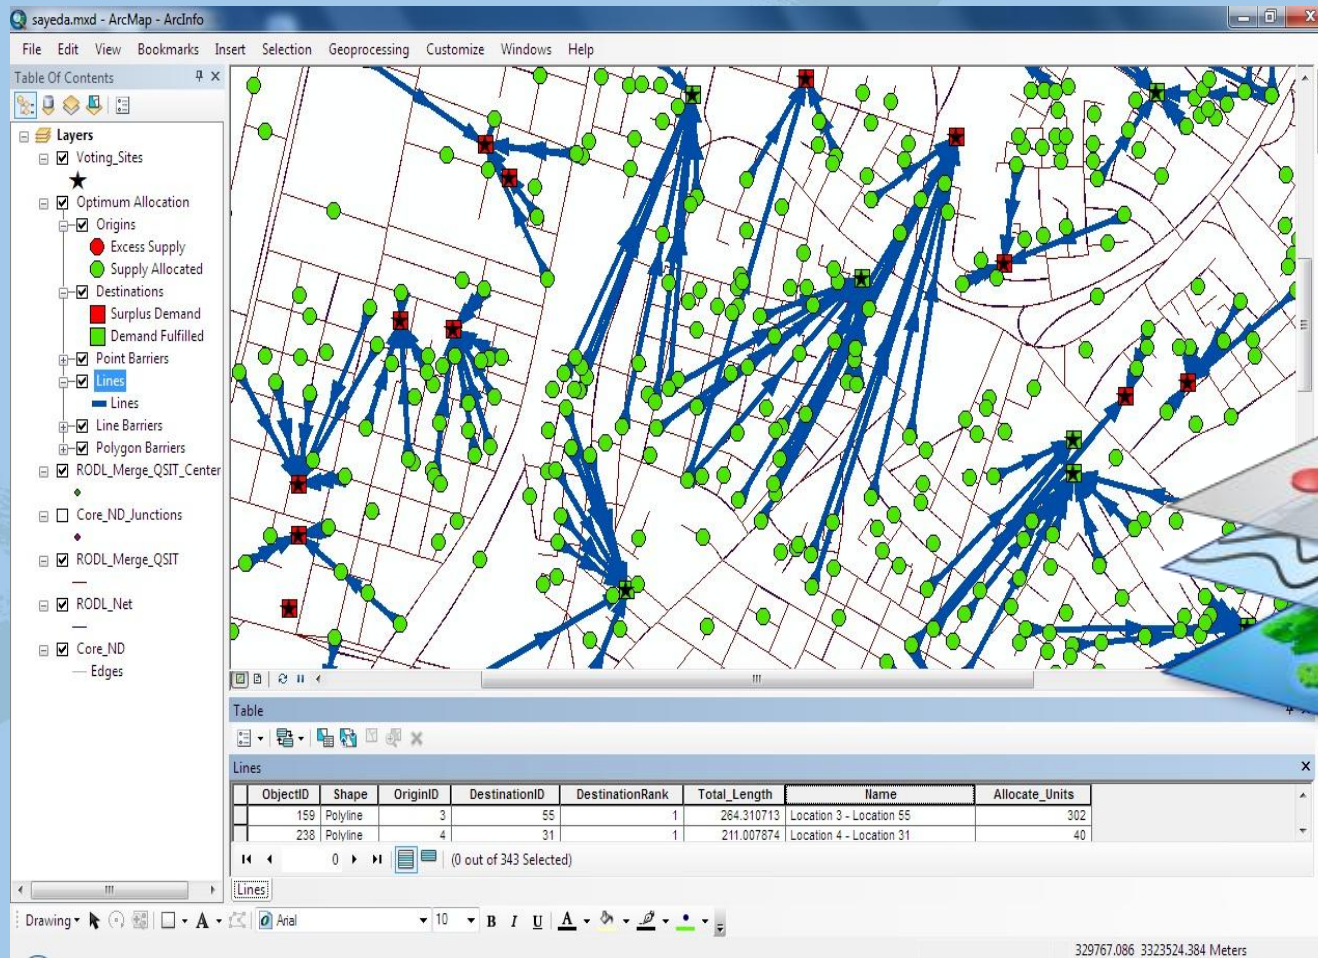 sayeda.mxd - ArcMap - ArcInfo
File Edit View Bookmarks Insert Selection Geoprocessing Customize Windows Help
Table Of Contents
Layers
Voting_Sites
Optimum Allocation
Origins
Excess Supply
Supply Allocated
Destinations
Surplus Demand
Demand Fulfilled
Point Barriers
Lines
Lines
Line Barriers
Polygon Barriers
RODL_Merge_QSIT_Center
Core_ND_Junctions
RODL_Merge_QSIT
RODL_Net
Core_ND
Edges
Table
Lines
ObjectID Shape OriginID DestinationID DestinationRank Total_Length Name Allocate_Units
159 Polyline 3 55 1 264.310713 Location 3 - Location 55 302
238 Polyline 4 31 1 211.007874 Location 4 - Location 31 40
0 (0 out of 343 Selected)
Lines
Drawing A Arial 10 B I U A
329767.086 3323524.384 Meters